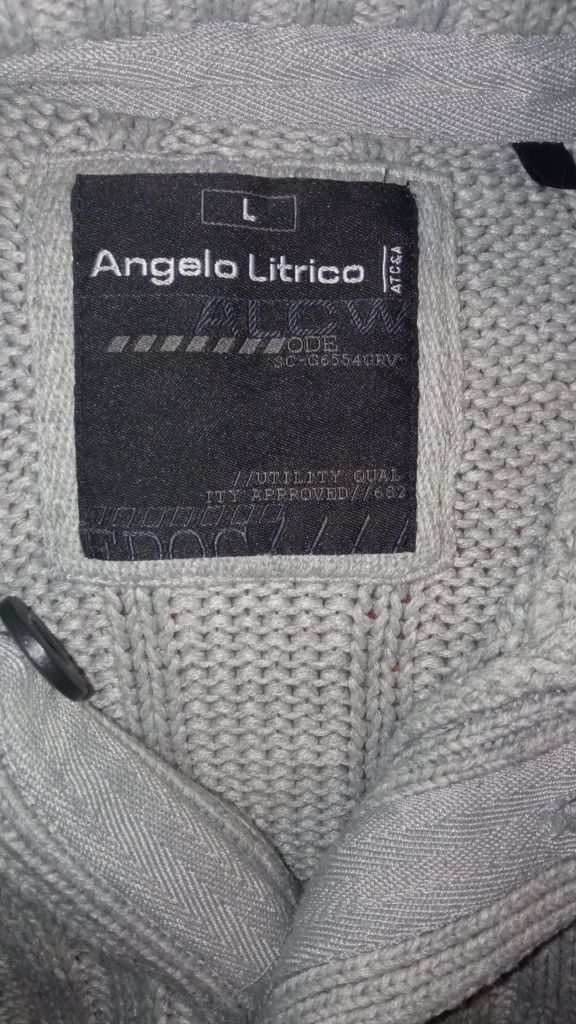 L
Angelo Litrico
ATC&A
ALCW
ODE
SC-G6554GRV
//UTILITY QUAL
ITY APPROVED//682